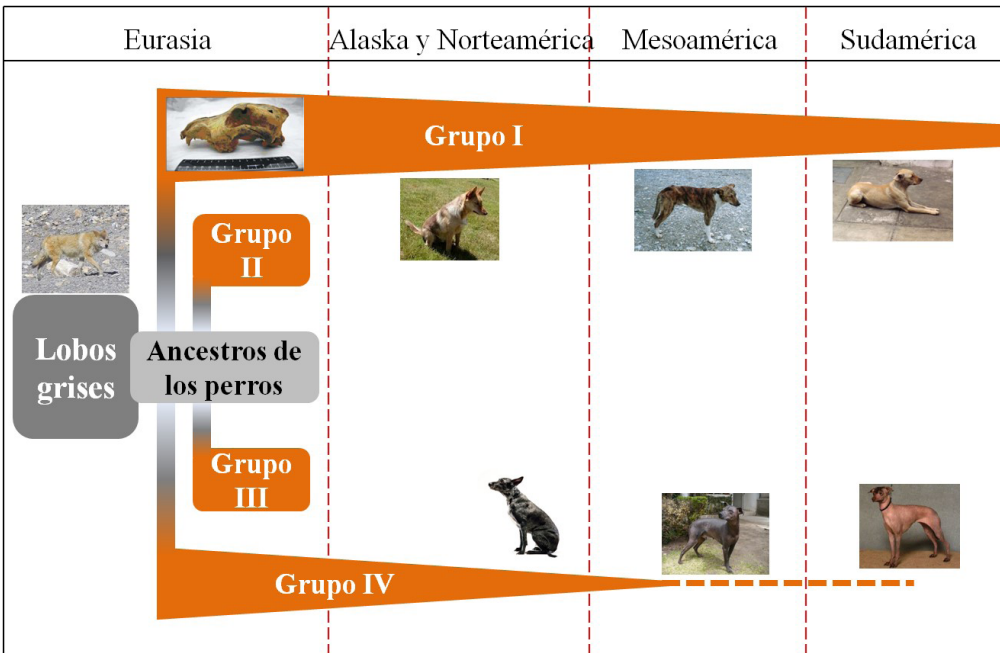 Eurasia
Alaska y Norteamérica
Mesoamérica
Sudamérica
Grupo I
Grupo
II
Lobos
grises
Ancestros de
los perros
Grupo
III
Grupo IV